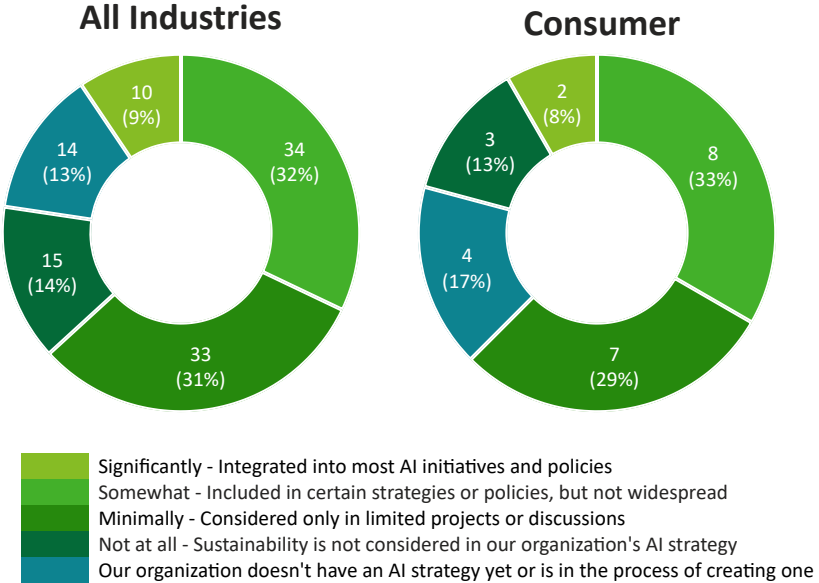 All Industries
10
(9%)
34
(32%)
14
(13%)
15
(14%)
33
(31%)
Consumer
2
(8%)
8
(33%)
3
(13%)
4
(17%)
7
(29%)
Significantly - Integrated into most AI initiatives and policies
Somewhat - Included in certain strategies or policies, but not widespread
Minimally - Considered only in limited projects or discussions
Not at all - Sustainability is not considered in our organization's AI strategy
Our organization doesn't have an AI strategy yet or is in the process of creating one